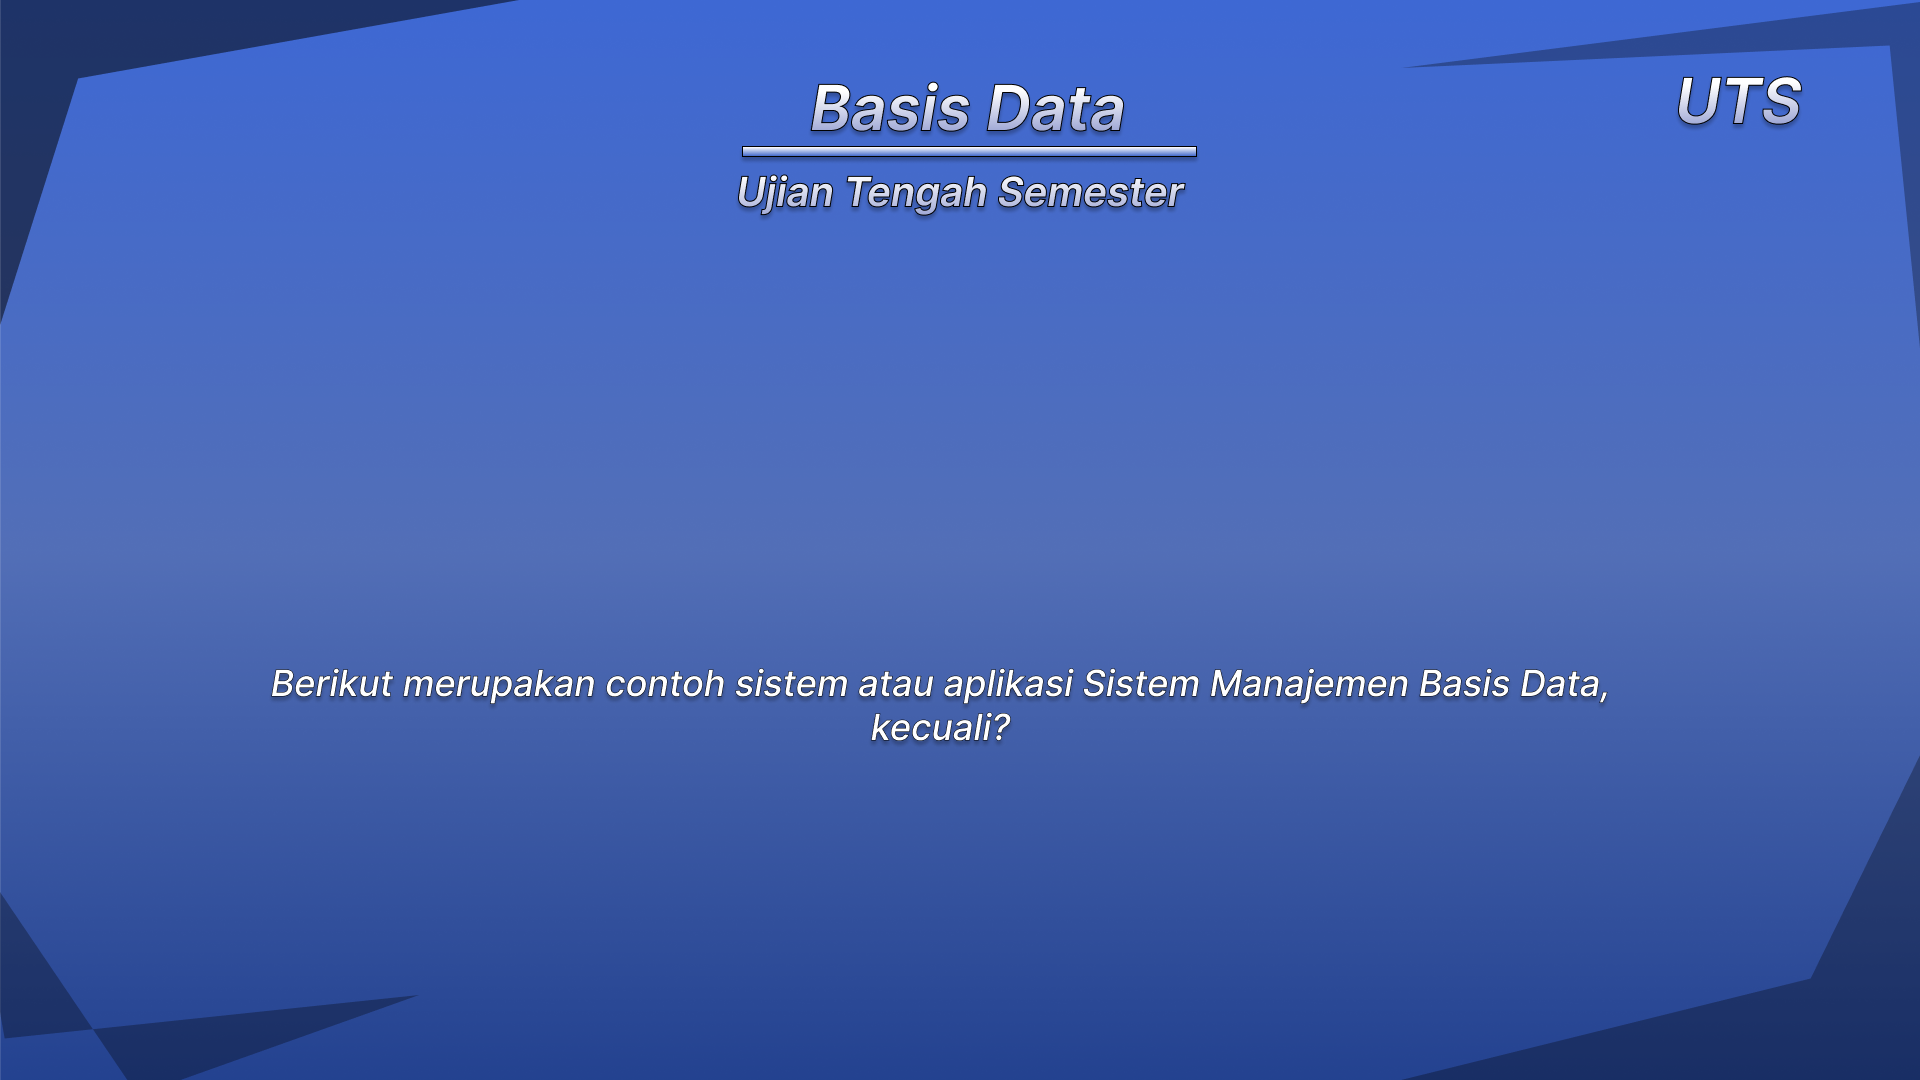 Basis Data
UTS
Ujian Tengah Semester
Berikut merupakan contoh sistem atau aplikasi Sistem Manajemen Basis Data,
kecuali?